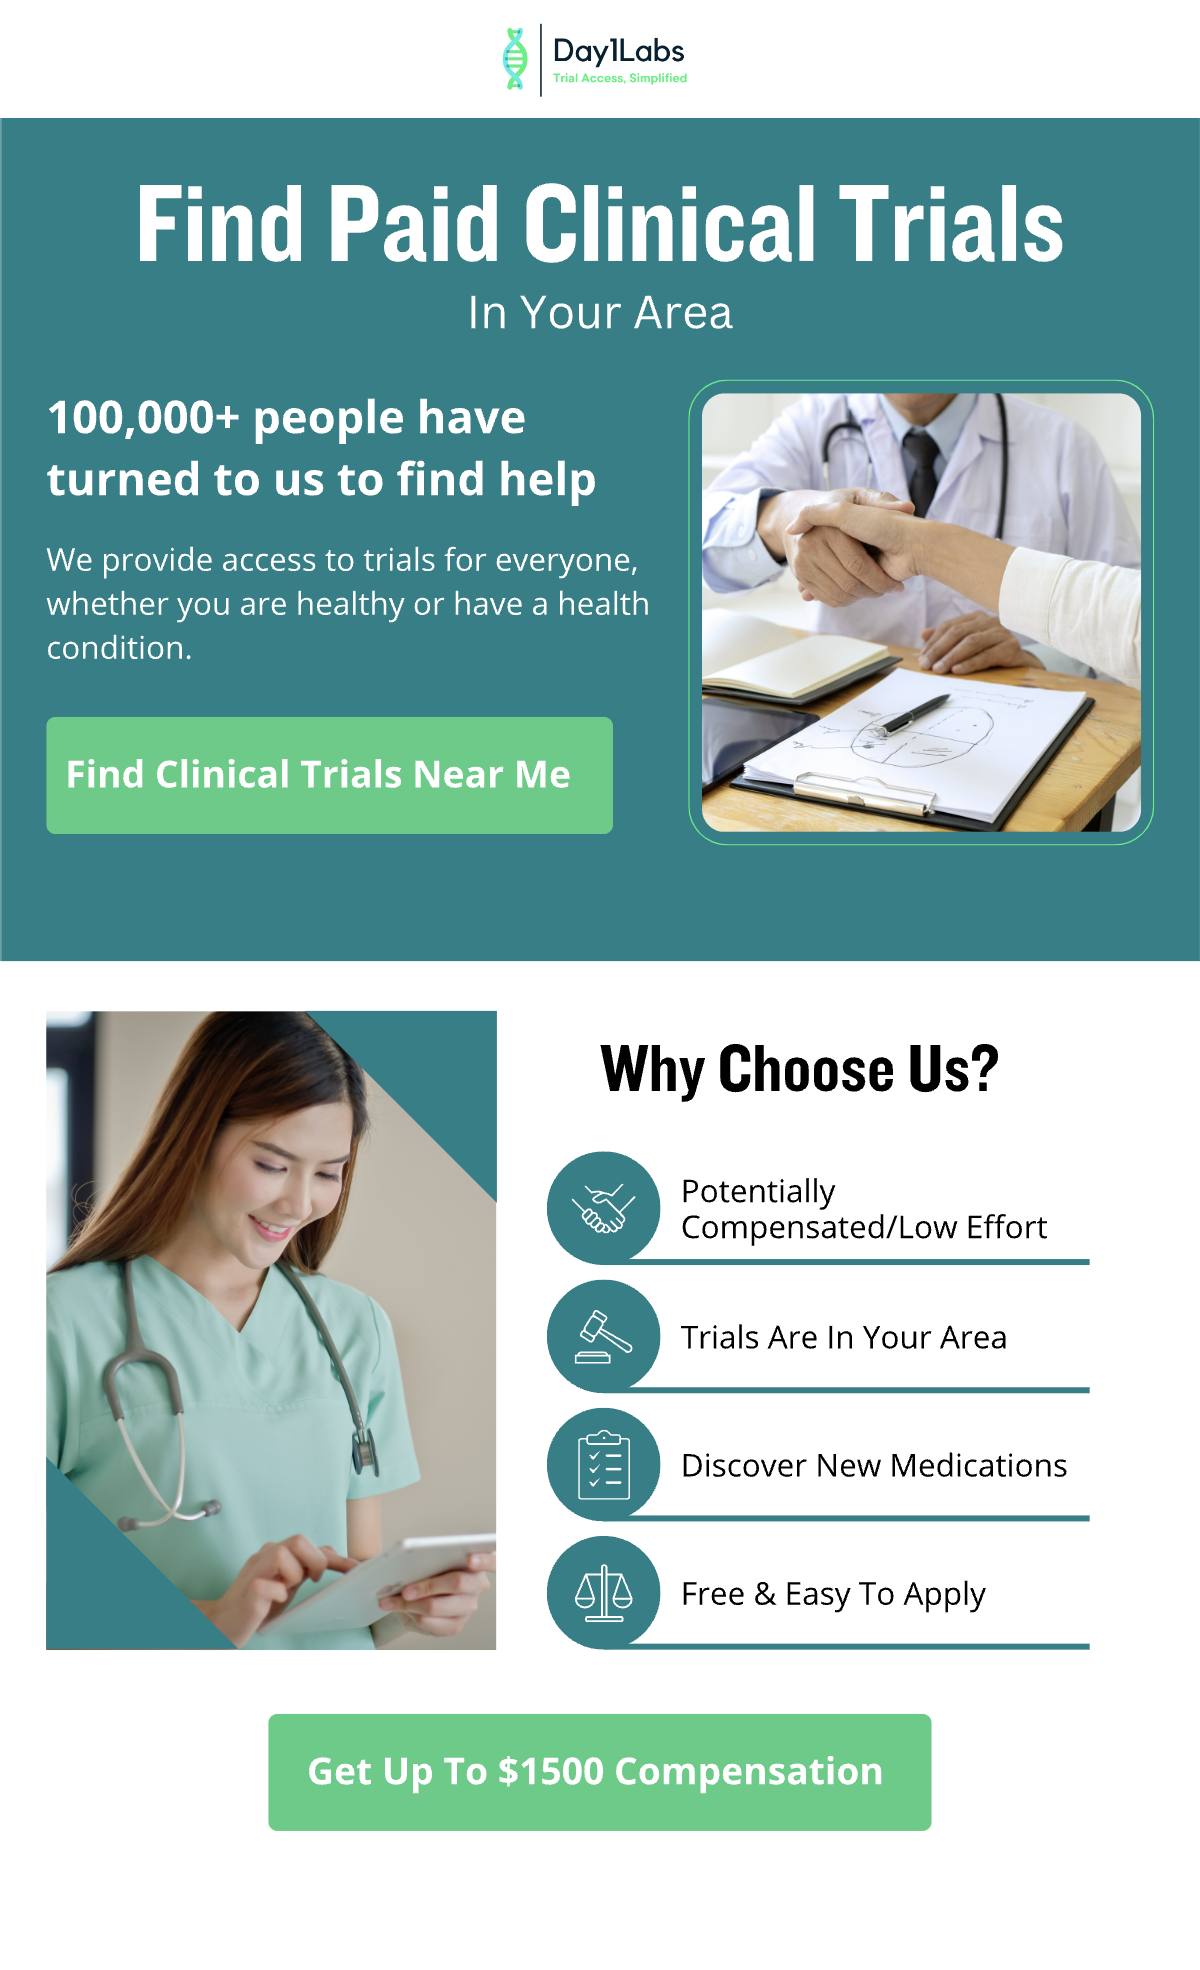 Day1Labs
Trial Access, Simplified
Find Paid Clinical Trials
In Your Area
100,000+ people have
turned to us to find help
We provide access to trials for everyone,
whether you are healthy or have a health
condition.
Find Clinical Trials Near Me
Why Choose Us?
Potentially
Compensated/Low Effort
Trials Are In Your Area
Discover New Medications
Free & Easy To Apply
Get Up To $1500 Compensation